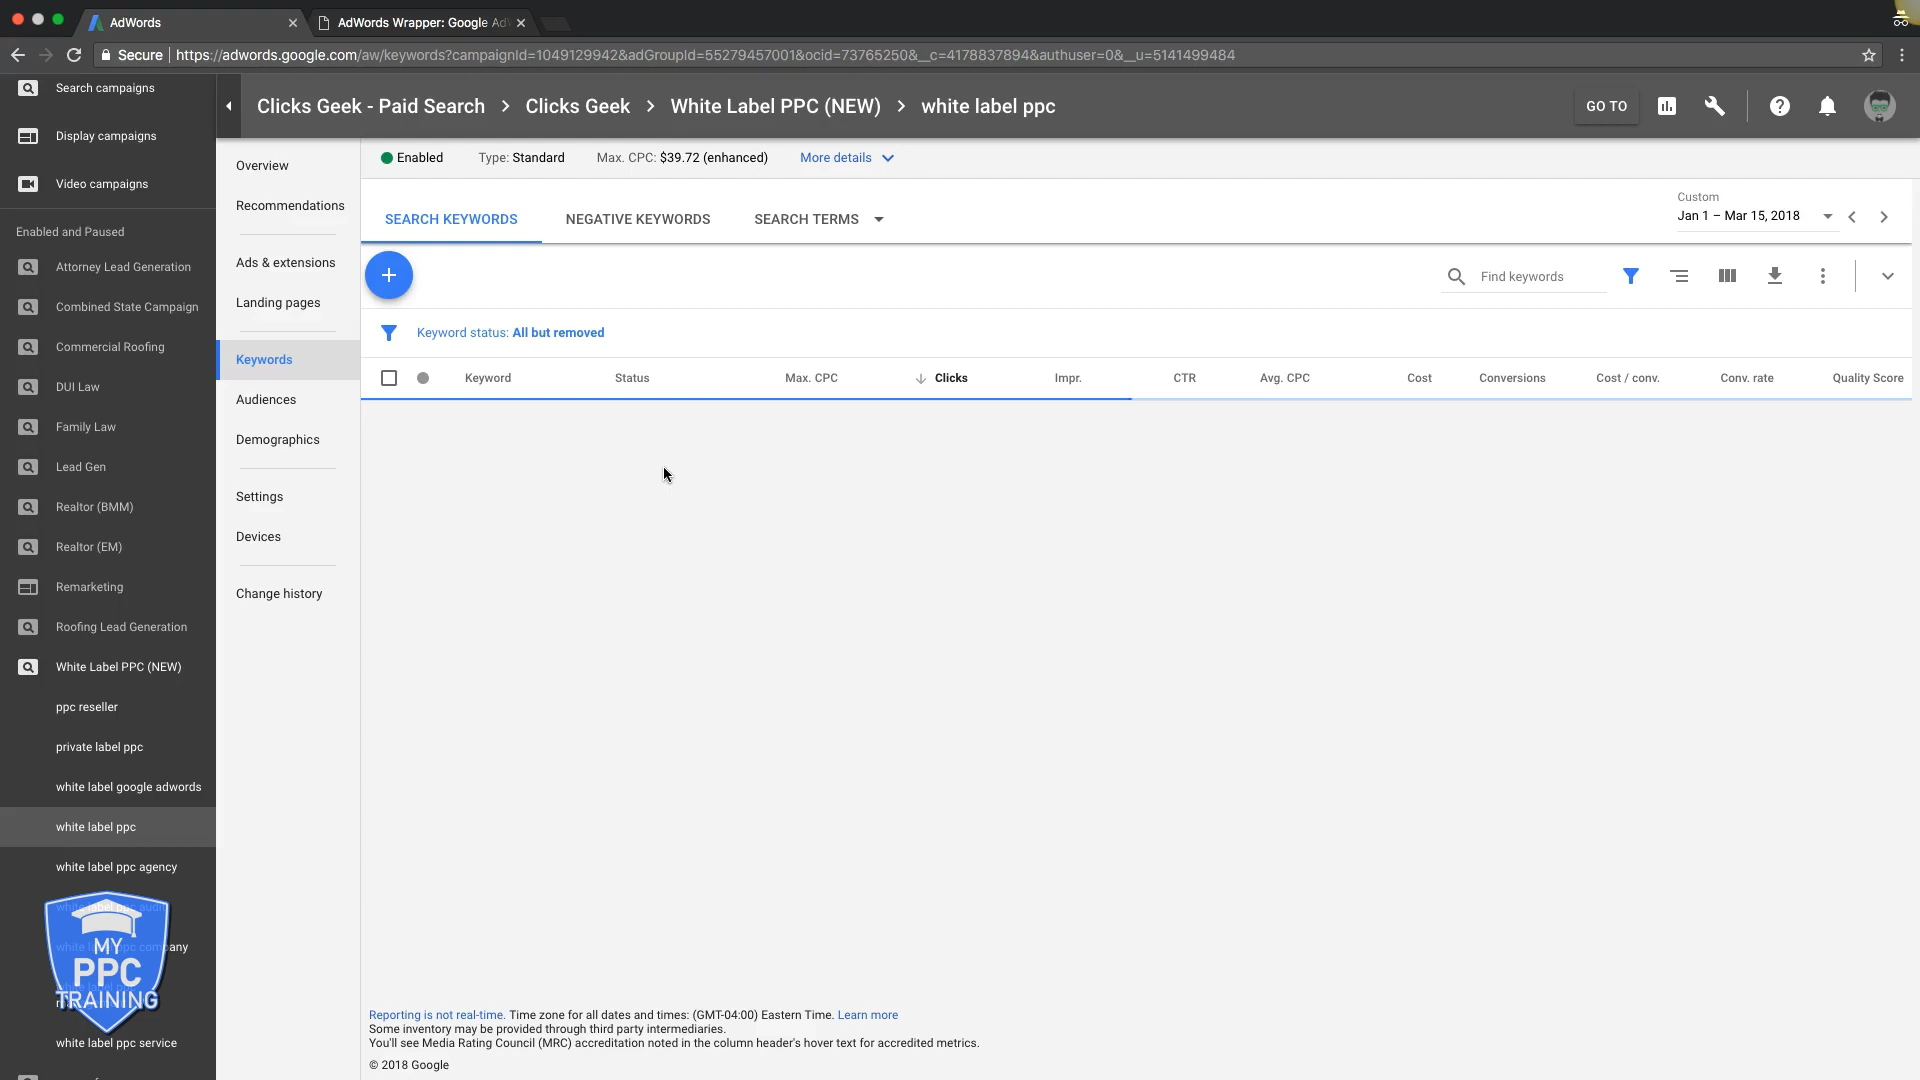 AdWords
AdWords Wrapper: Google Ad
Secure
https://adwords.google.com/aw/keywords?campaignId=1049129942&adGroupId=55279457001&ocid=73765250&__c=4178837894&authuser=0&__u=5141499484
Search campaigns
Display campaigns
Video campaigns
Enabled and Paused
Attorney Lead Generation
Combined State Campaign
Commercial Roofing
DUI Law
Family Law
Lead Gen
Realtor (BMM)
Realtor (EM)
Remarketing
Roofing Lead Generation
White Label PPC (NEW)
ppc reseller
private label ppc
white label google adwords
white label ppc
white label ppc agency
white label ppc audit
white label ppc company
MY
PPC
TRAINING
white label ppc service
Clicks Geek - Paid Search > Clicks Geek > White Label PPC (NEW) > white label ppc
GO TO
Overview
Recommendations
Ads & extensions
Landing pages
Keywords
Audiences
Demographics
Settings
Devices
Change history
Enabled Type: Standard Max. CPC: $39.72 (enhanced) More details
SEARCH KEYWORDS NEGATIVE KEYWORDS SEARCH TERMS
Custom
Jan 1 – Mar 15, 2018
Find keywords
Keyword status: All but removed
Keyword Status Max. CPC Clicks Impr. CTR Avg. CPC Cost Conversions Cost / conv. Conv. rate Quality Score
Reporting is not real-time. Time zone for all dates and times: (GMT-04:00) Eastern Time. Learn more
Some inventory may be provided through third party intermediaries.
You'll see Media Rating Council (MRC) accreditation noted in the column header's hover text for accredited metrics.
© 2018 Google